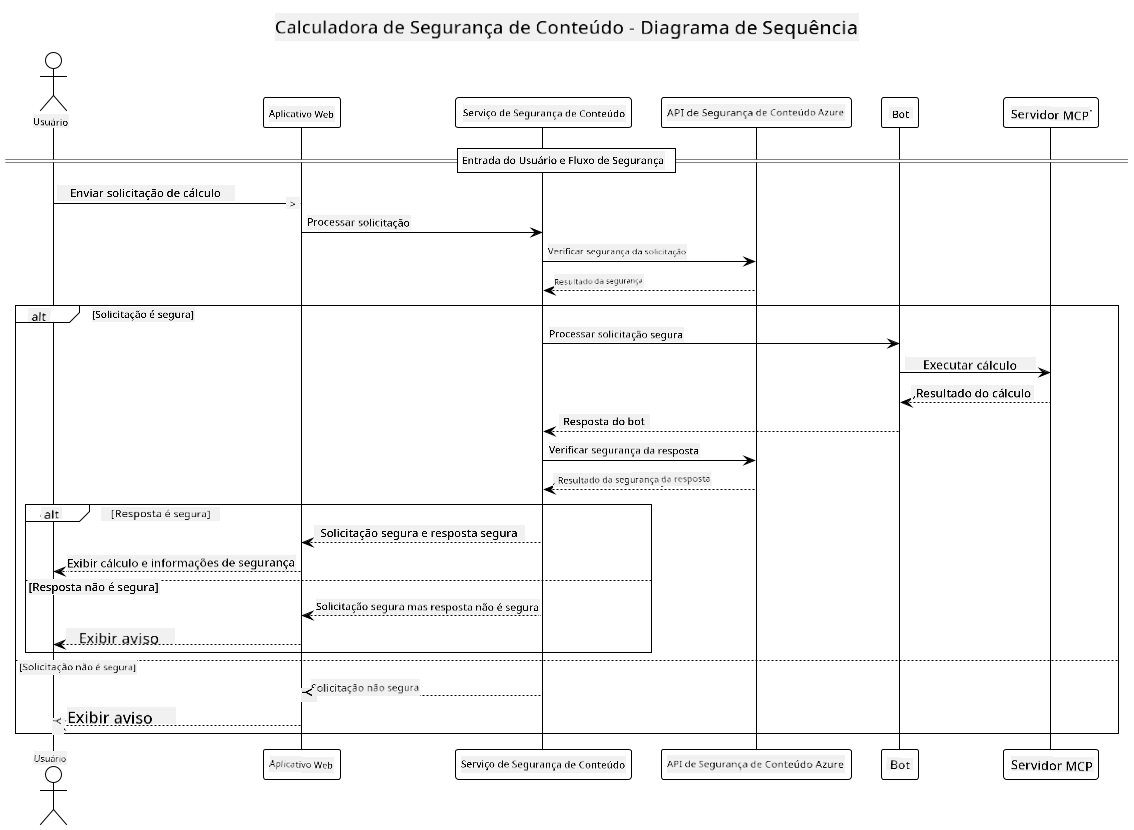 Calculadora de Segurança de Conteúdo - Diagrama de Sequência
Usuário
Aplicativo Web
Serviço de Segurança de Conteúdo
API de Segurança de Conteúdo Azure
Bot
Servidor MCP
Entrada do Usuário e Fluxo de Segurança
Enviar solicitação de cálculo
Processar solicitação
Verificar segurança da solicitação
Resultado da segurança
alt
[Solicitação é segura]
Processar solicitação segura
Executar cálculo
Resultado do cálculo
Resposta do bot
Verificar segurança da resposta
Resultado da segurança da resposta
alt
[Resposta é segura]
Solicitação segura e resposta segura
Exibir cálculo e informações de segurança
[Resposta não é segura]
Solicitação segura mas resposta não é segura
Exibir aviso
[Solicitação não é segura]
Solicitação não segura
Exibir aviso
Usuário
Aplicativo Web
Serviço de Segurança de Conteúdo
API de Segurança de Conteúdo Azure
Bot
Servidor MCP